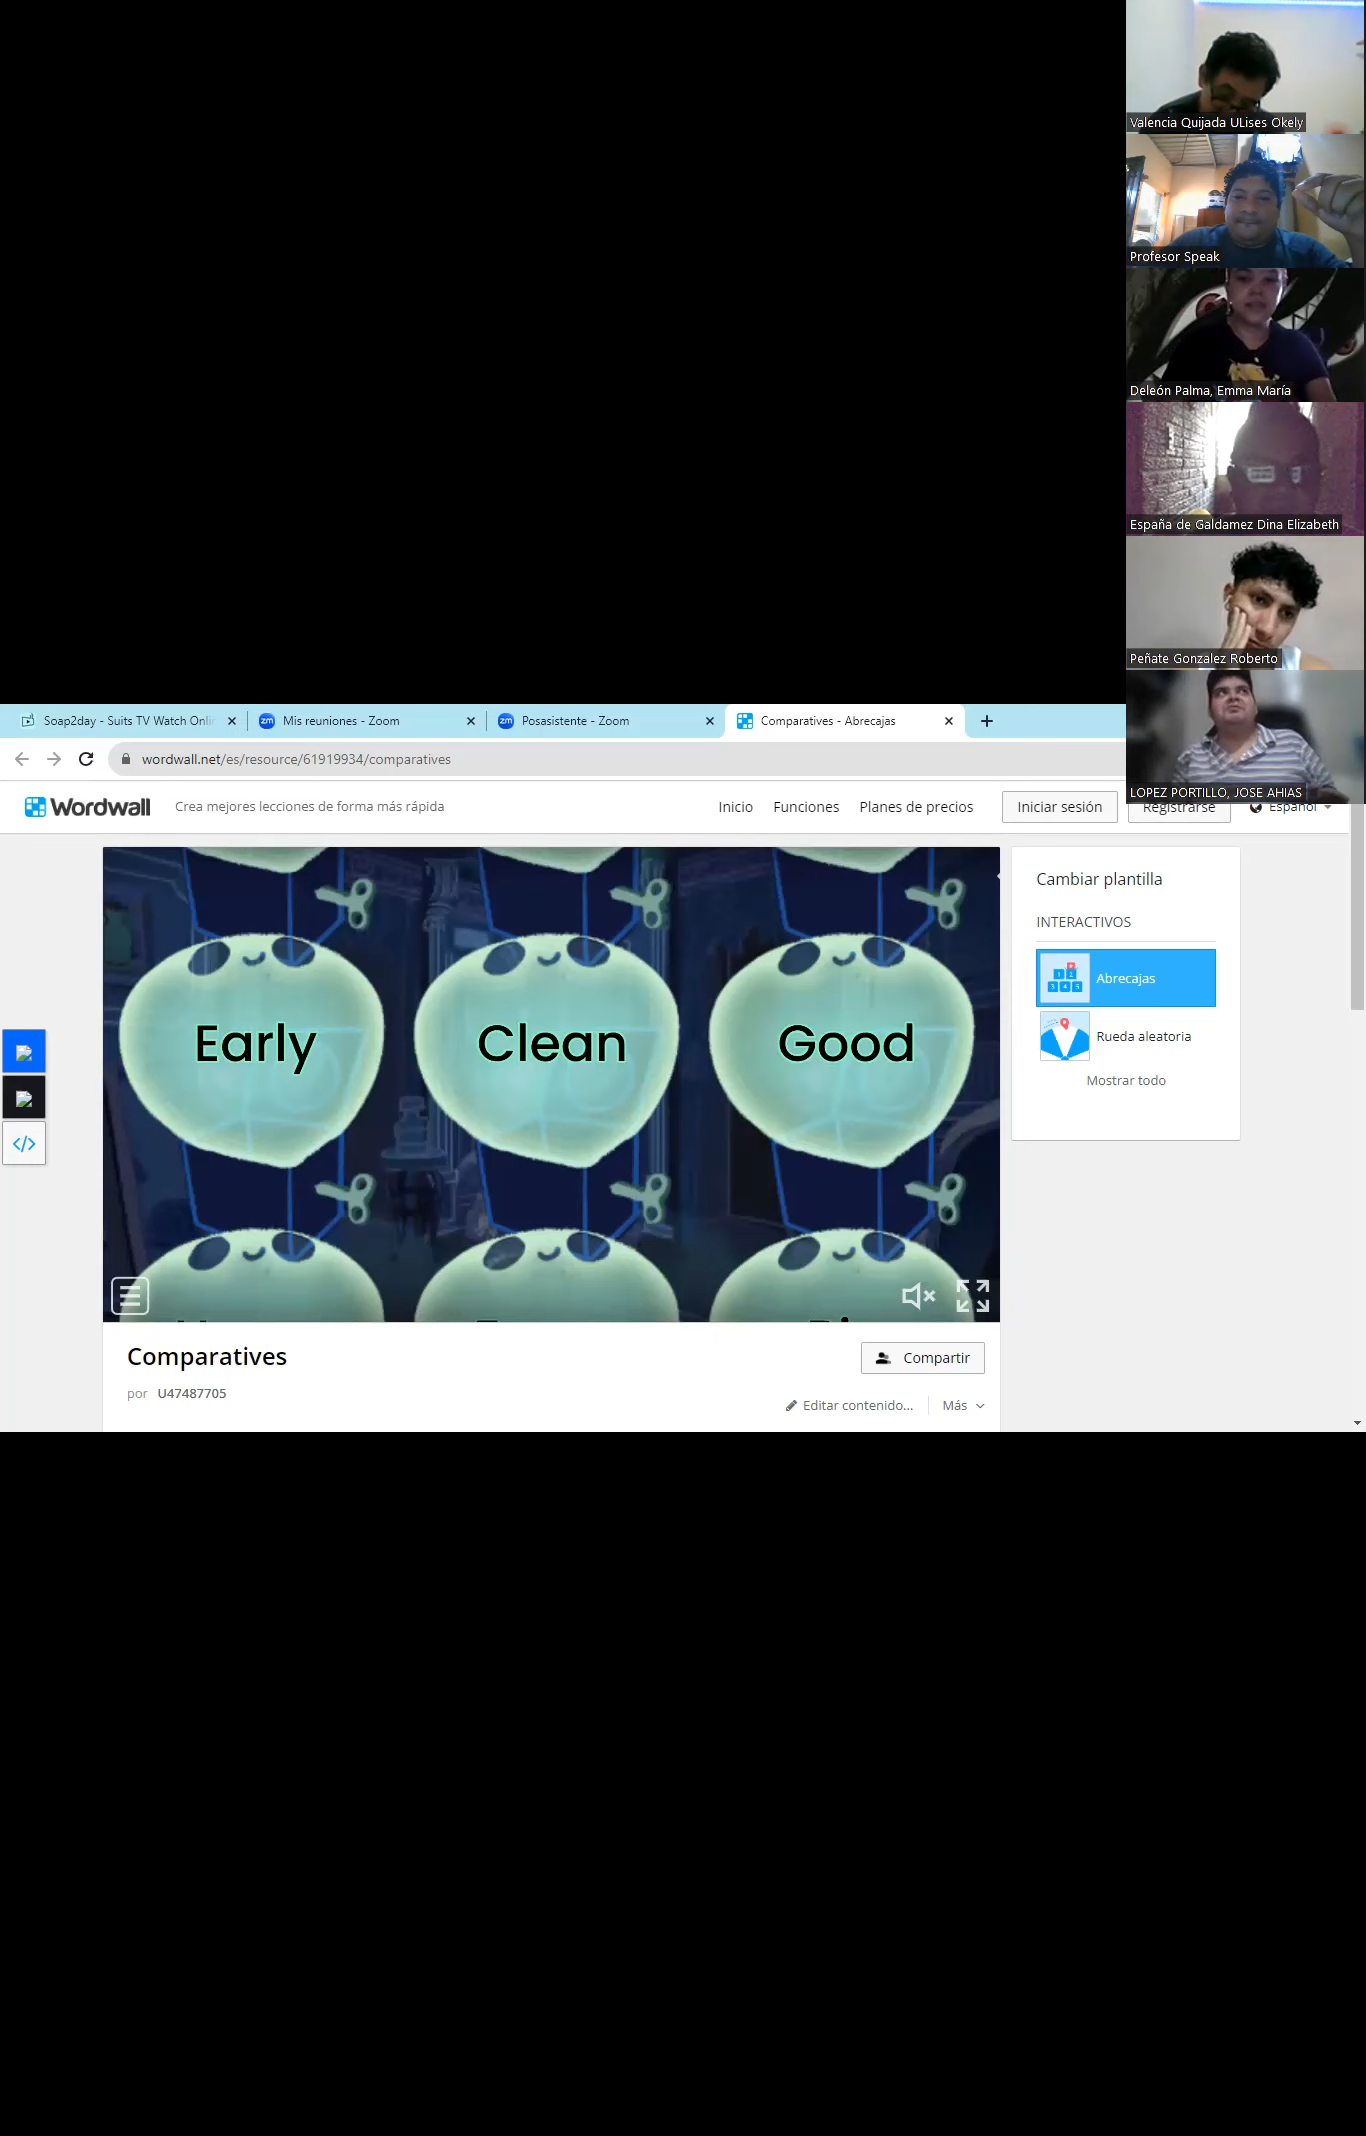 Valencia Quijada ULises Okely
Profesor Speak
Deleón Palma, Emma María
España de Galdamez Dina Elizabeth
Peñate Gonzalez Roberto
LOPEZ PORTILLO, JOSE AHIAS
Soap2day - Suits TV Watch Onli
Mis reuniones - Zoom
Posasistente - Zoom
Comparatives - Abrecajas
wordwall.net/es/resource/61919934/comparatives
Wordwall
Crea mejores lecciones de forma más rápida
Inicio
Funciones
Planes de precios
Iniciar sesión
Registrarse
Español
Early
Clean
Good
Cambiar plantilla
INTERACTIVOS
Abrecajas
Rueda aleatoria
Mostrar todo
Comparatives
Compartir
por U47487705
Editar contenido...
Más